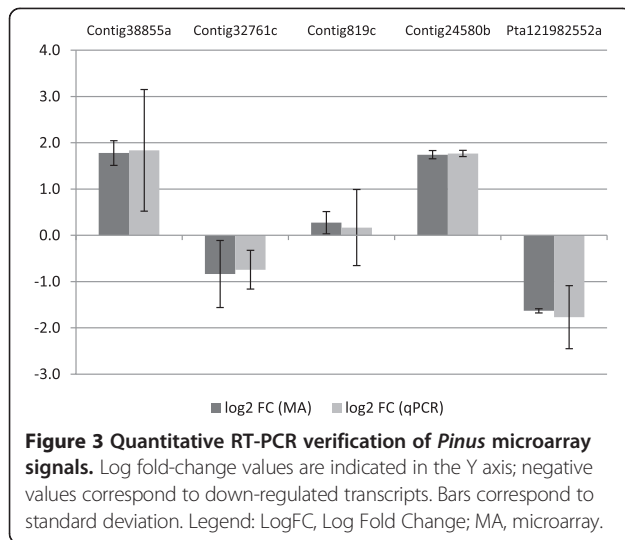 Contig38855a Contig32761c Contig819c Contig24580b Pta121982552a
4.0
3.0
2.0
1.0
0.0
-1.0
-2.0
-3.0
log2 FC (MA) log2 FC (qPCR)
Figure 3 Quantitative RT-PCR verification of Pinus microarray
signals. Log fold-change values are indicated in the Y axis; negative
values correspond to down-regulated transcripts. Bars correspond to
standard deviation. Legend: LogFC, Log Fold Change; MA, microarray.